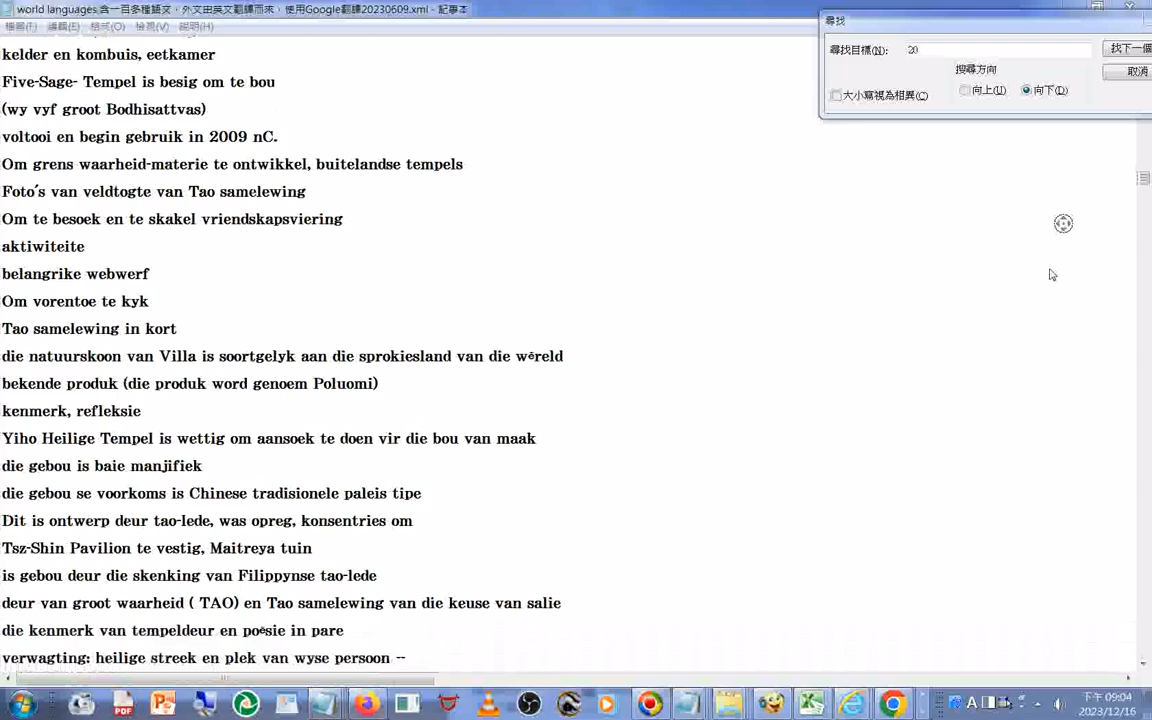 world languages 含一百多種語文，外文由英文翻譯而來，使用Google翻譯20230609.xml - 記事本
檔案(F) 編輯(E) 格式(O) 檢視(V) 說明(H)
尋找
尋找目標(N): 20
找下一個
搜尋方向
取消
大小寫視為相異(C)
向上(U)
向下(D)
kelder en kombuis, eetkamer
Five-Sage- Tempel is besig om te bou
(wy vyf groot Bodhisattvas)
voltooi en begin gebruik in 2009 nC.
Om grens waarheid-materie te ontwikkel, buitelandse tempels
Foto's van veldtogte van Tao samelewing
Om te besoek en te skakel vriendskapsviering
aktiwiteite
belangrike webwerf
Om vorentoe te kyk
Tao samelewing in kort
die natuurskoon van Villa is soortgelyk aan die sprokiesland van die wêreld
bekende produk (die produk word genoem Poluomi)
kenmerk, refleksie
Yiho Heilige Tempel is wettig om aansoek te doen vir die bou van maak
die gebou is baie manjifiek
die gebou se voorkoms is Chinese tradisionele paleis tipe
Dit is ontwerp deur tao-lede, was opreg, konsentries om
Tsz-Shin Pavilion te vestig, Maitreya tuin
is gebou deur die skenking van Filippynse tao-lede
deur van groot waarheid ( TAO) en Tao samelewing van die keuse van salie
die kenmerk van tempeldeur en poësie in pare
verwagting: heilige streek en plek van wyse persoon --
下午 09:04
2023/12/16